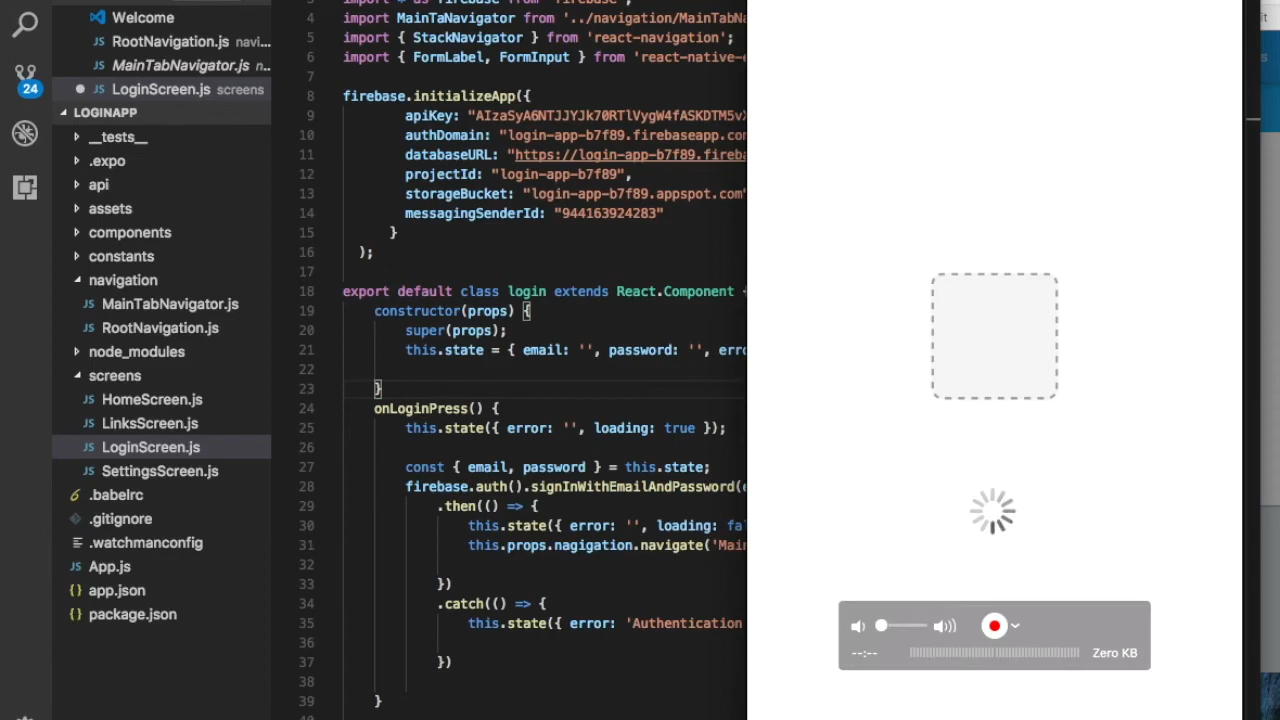 Welcome
RootNavigation.js navi...
MainTabNavigator.js n...
LoginScreen.js screens
24
LOGINAPP
__tests__
.expo
api
assets
components
constants
navigation
MainTabNavigator.js
RootNavigation.js
node_modules
screens
HomeScreen.js
LinksScreen.js
LoginScreen.js
SettingsScreen.js
.babelrc
.gitignore
.watchmanconfig
App.js
app.json
package.json
4 import MainTaNavigator from '../navigation/MainTabNa
5 import { StackNavigator } from 'react-navigation';
6 import { FormLabel, FormInput } from 'react-native-e
7
8 firebase.initializeApp({
9 apiKey: "AIzaSyA6NTJJYJk70RTlVygW4fASKDTM5vX
10 authDomain: "login-app-b7f89.firebaseapp.com
11 databaseURL: "https://login-app-b7f89.fireba
12 projectId: "login-app-b7f89",
13 storageBucket: "login-app-b7f89.appspot.com"
14 messagingSenderId: "944163924283"
15 }
16 );
17
18 export default class login extends React.Component {
19 constructor(props) {
20 super(props);
21 this.state = { email: '', password: '', erro
22
23 }
24 onLoginPress() {
25 this.state({ error: '', loading: true });
26
27 const { email, password } = this.state;
28 firebase.auth().signInWithEmailAndPassword(e
29 .then(() => {
30 this.state({ error: '', loading: fal
31 this.props.nagigation.navigate('Main
32
33 })
34 .catch(() => {
35 this.state({ error: 'Authentication
36
37 })
38
39 }
--:--
Zero KB